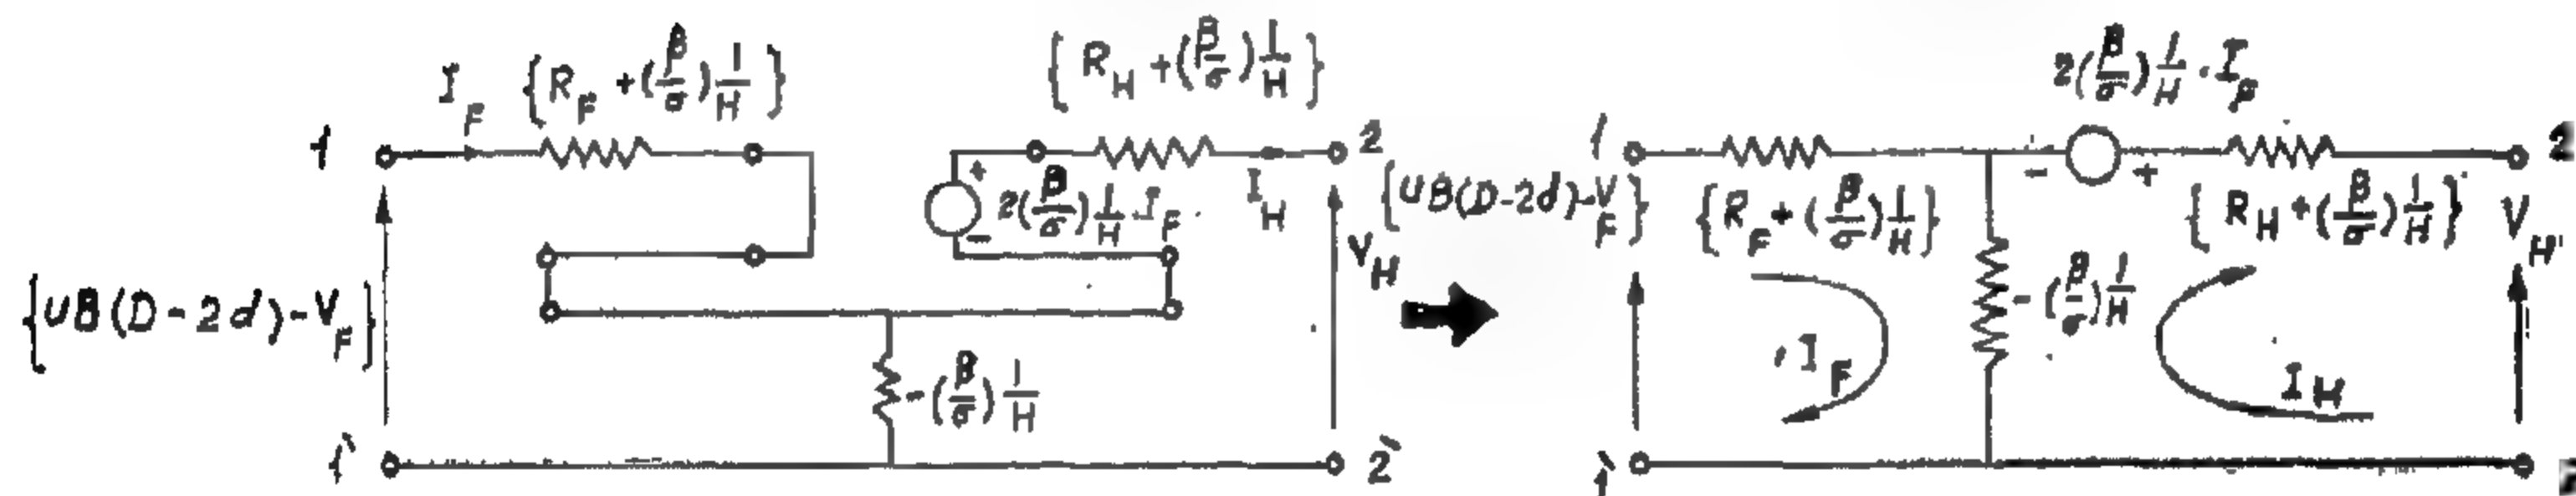 I_F {R_F + (β/σ) 1/H}
{R_H + (β/σ) 1/H}
1
2
2(β/σ) 1/H · I_F
I_H
{UB(D-2d)-V_F}
V_H
-(β/σ) 1/H
1`
2`
2(β/σ) 1/H · I_F
1
2
{UB(D-2d)-V_F}
{R_F + (β/σ) 1/H}
{R_H + (β/σ) 1/H}
V_H
-(β/σ) 1/H
I_F
I_H
1`